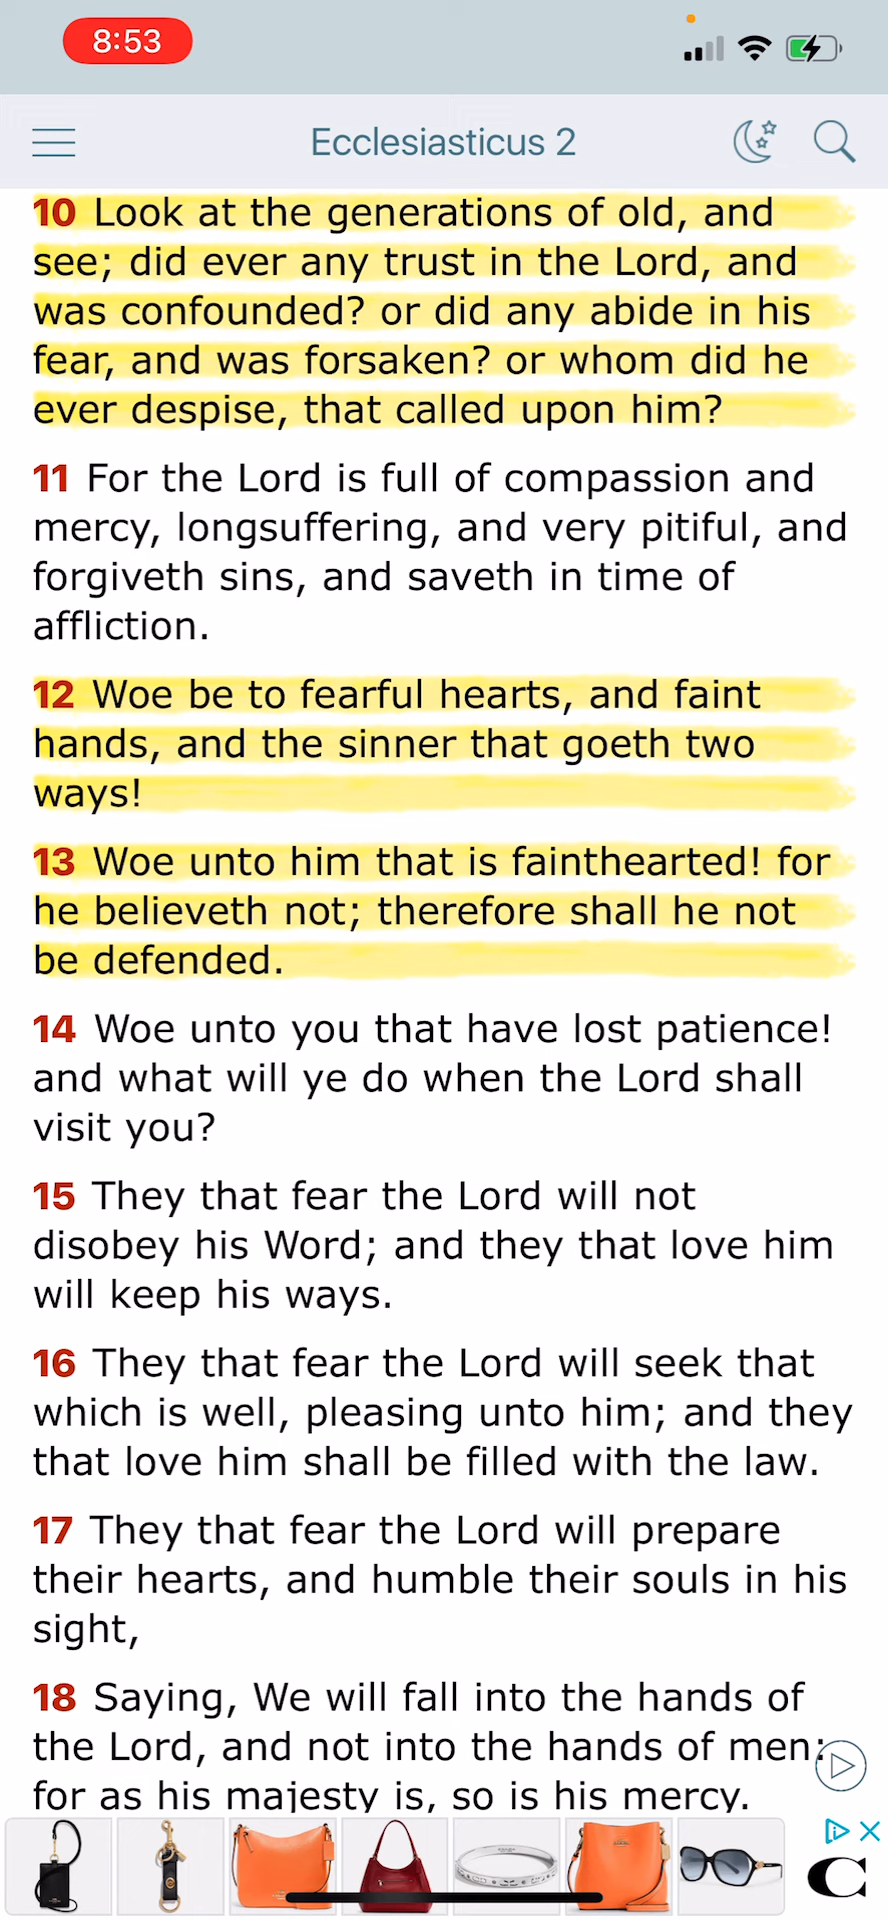 8:53
Ecclesiasticus 2
10 Look at the generations of old, and
see; did ever any trust in the Lord, and
was confounded? or did any abide in his
fear, and was forsaken? or whom did he
ever despise, that called upon him?
11 For the Lord is full of compassion and
mercy, longsuffering, and very pitiful, and
forgiveth sins, and saveth in time of
affliction.
12 Woe be to fearful hearts, and faint
hands, and the sinner that goeth two
ways!
13 Woe unto him that is fainthearted! for
he believeth not; therefore shall he not
be defended.
14 Woe unto you that have lost patience!
and what will ye do when the Lord shall
visit you?
15 They that fear the Lord will not
disobey his Word; and they that love him
will keep his ways.
16 They that fear the Lord will seek that
which is well, pleasing unto him; and they
that love him shall be filled with the law.
17 They that fear the Lord will prepare
their hearts, and humble their souls in his
sight,
18 Saying, We will fall into the hands of
the Lord, and not into the hands of men:
for as his majesty is, so is his mercy.
C